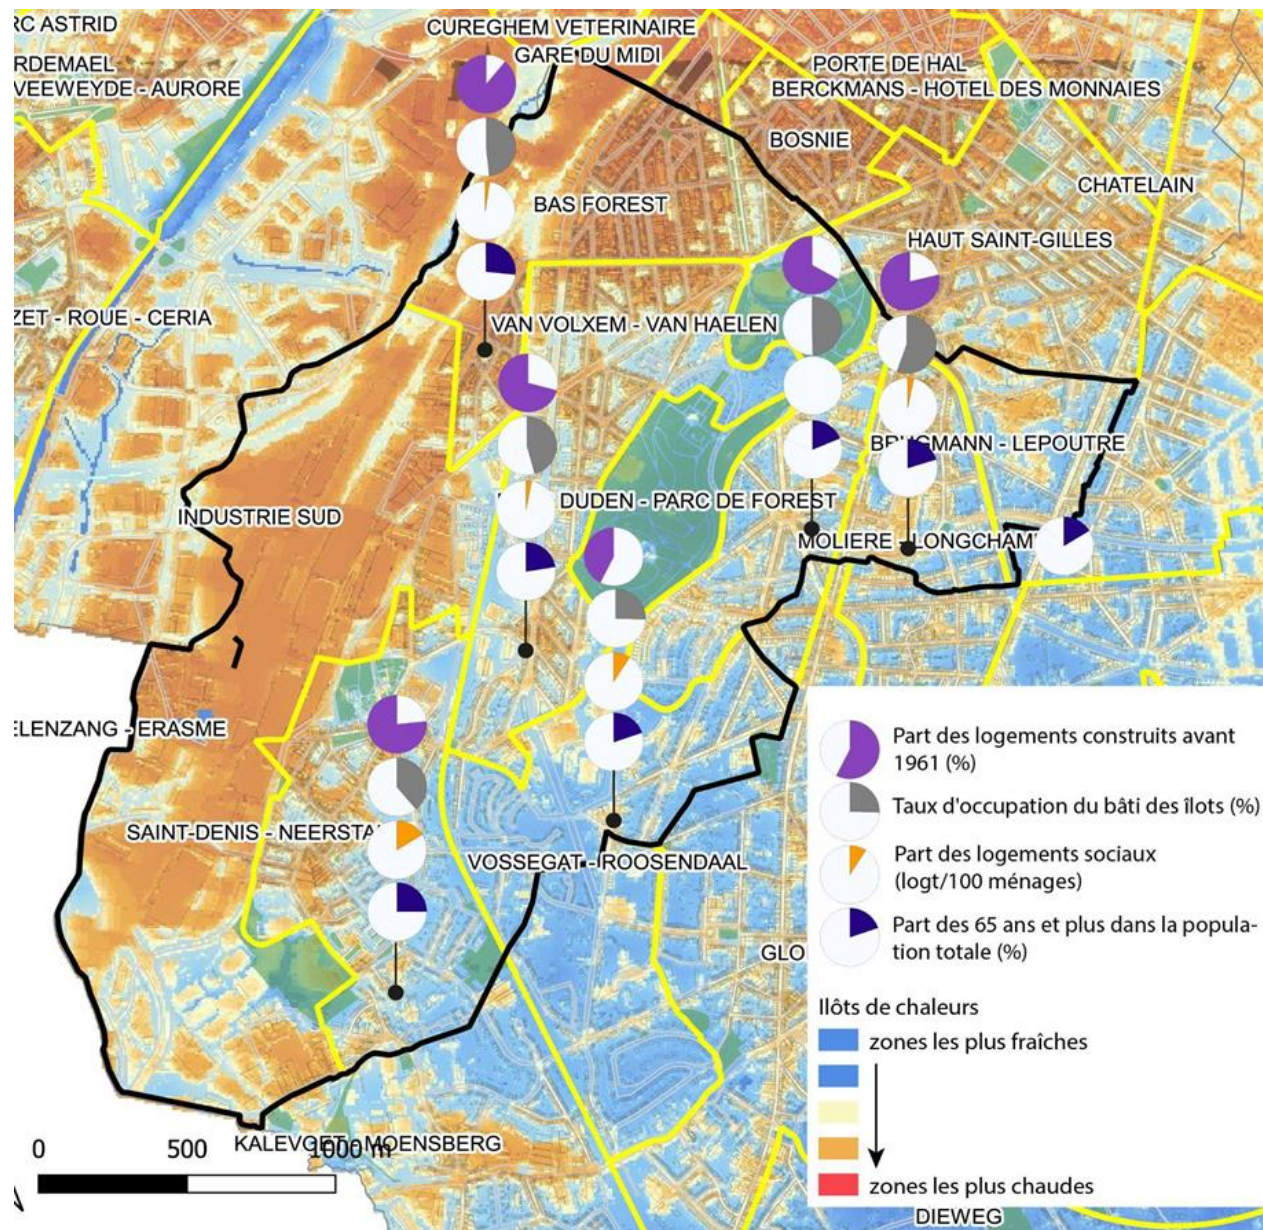 RC ASTRID
CUREGHEM VETERINAIRE
GARE DU MIDI
RDEMAEL
VEEWEYDE - AURORE
PORTE DE HAL
BERCKMANS - HOTEL DES MONNAIES
BOSNIE
CHATELAIN
BAS FOREST
HAUT SAINT-GILLES
ZET - ROUE - CERIA
VAN VOLXEM - VAN HAELEN
BRUGMANN - LEPOUTRE
DUDEN - PARC DE FOREST
INDUSTRIE SUD
MOLIERE - LONGCHAM
ELENZANG - ERASME
SAINT-DENIS - NEERSTA
VOSSEGAT - ROOSENDAAL
GLO
Part des logements construits avant
1961 (%)
Taux d'occupation du bâti des îlots (%)
Part des logements sociaux
(logt/100 ménages)
Part des 65 ans et plus dans la popula-
tion totale (%)
Ilôts de chaleurs
zones les plus fraîches
zones les plus chaudes
KALEVOET - MOENSBERG
0 500 1000 m
DIEWEG